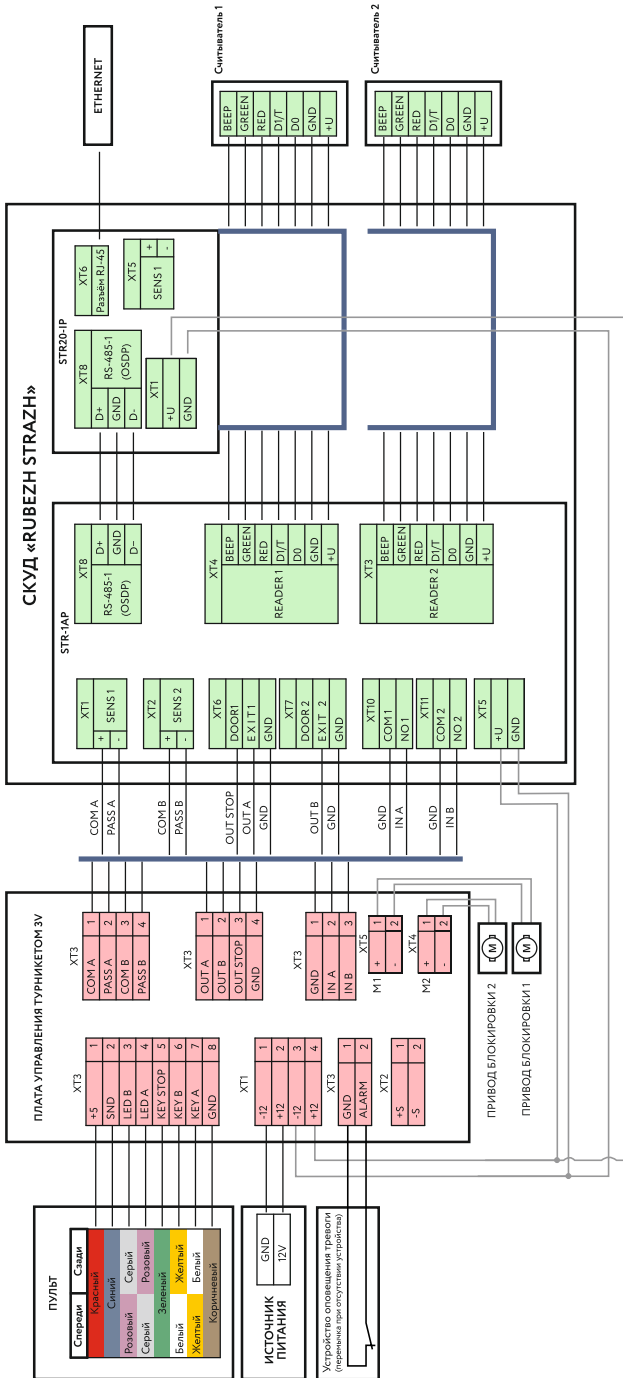 ПУЛЬТ
Спереди
Сзади
Красный
Синий
Розовый
Серый
Серый
Розовый
Зеленый
Белый
Желтый
Желтый
Белый
Коричневый
ИСТОЧНИК
ПИТАНИЯ
GND
12V
Устройство оповещения тревоги
(перемычка при отсутствии устройства)
ПЛАТА УПРАВЛЕНИЯ ТУРНИКЕТОМ 3V
XT3
+5 1
SND 2
LED B 3
LED A 4
KEY STOP 5
KEY B 6
KEY A 7
GND 8
XT1
-12 1
+12 2
-12 3
+12 4
XT3
GND 1
ALARM 2
XT2
+S 1
-S 2
XT3
COM A 1
PASS A 2
COM B 3
PASS B 4
XT3
OUT A 1
OUT B 2
OUT STOP 3
GND 4
XT3
GND 1
IN A 2
IN B 3
XT5
M1 + 1
- 2
XT4
M2 + 1
- 2
M
M
ПРИВОД БЛОКИРОВКИ 2
ПРИВОД БЛОКИРОВКИ 1
COM A
PASS A
COM B
PASS B
OUT STOP
OUT A
GND
OUT B
GND
GND
IN A
GND
IN B
СКУД «RUBEZH STRAZH»
STR-1AP
XT1
+
-
SENS 1
XT2
+
-
SENS 2
XT6
DOOR1
EXIT 1
GND
XT7
DOOR 2
EXIT 2
GND
XT10
COM 1
NO 1
XT11
COM 2
NO 2
XT5
+U
GND
XT8
RS-485-1
(OSDP)
D+
GND
D-
XT4
READER 1
BEEP
GREEN
RED
D1/T
D0
GND
+U
XT3
READER 2
BEEP
GREEN
RED
D1/T
D0
GND
+U
STR20-IP
XT8
D+
GND
D-
RS-485-1
(OSDP)
XT6
Разъём RJ-45
XT1
+U
GND
XT5
SENS 1
+
-
ETHERNET
Считыватель 1
BEEP
GREEN
RED
D1/T
D0
GND
+U
Считыватель 2
BEEP
GREEN
RED
D1/T
D0
GND
+U